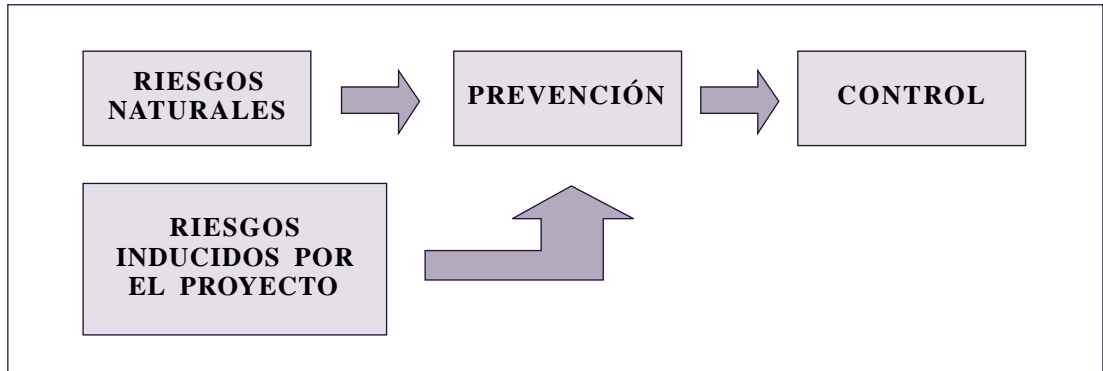 RIESGOS
NATURALES
PREVENCIÓN
CONTROL
RIESGOS
INDUCIDOS POR
EL PROYECTO